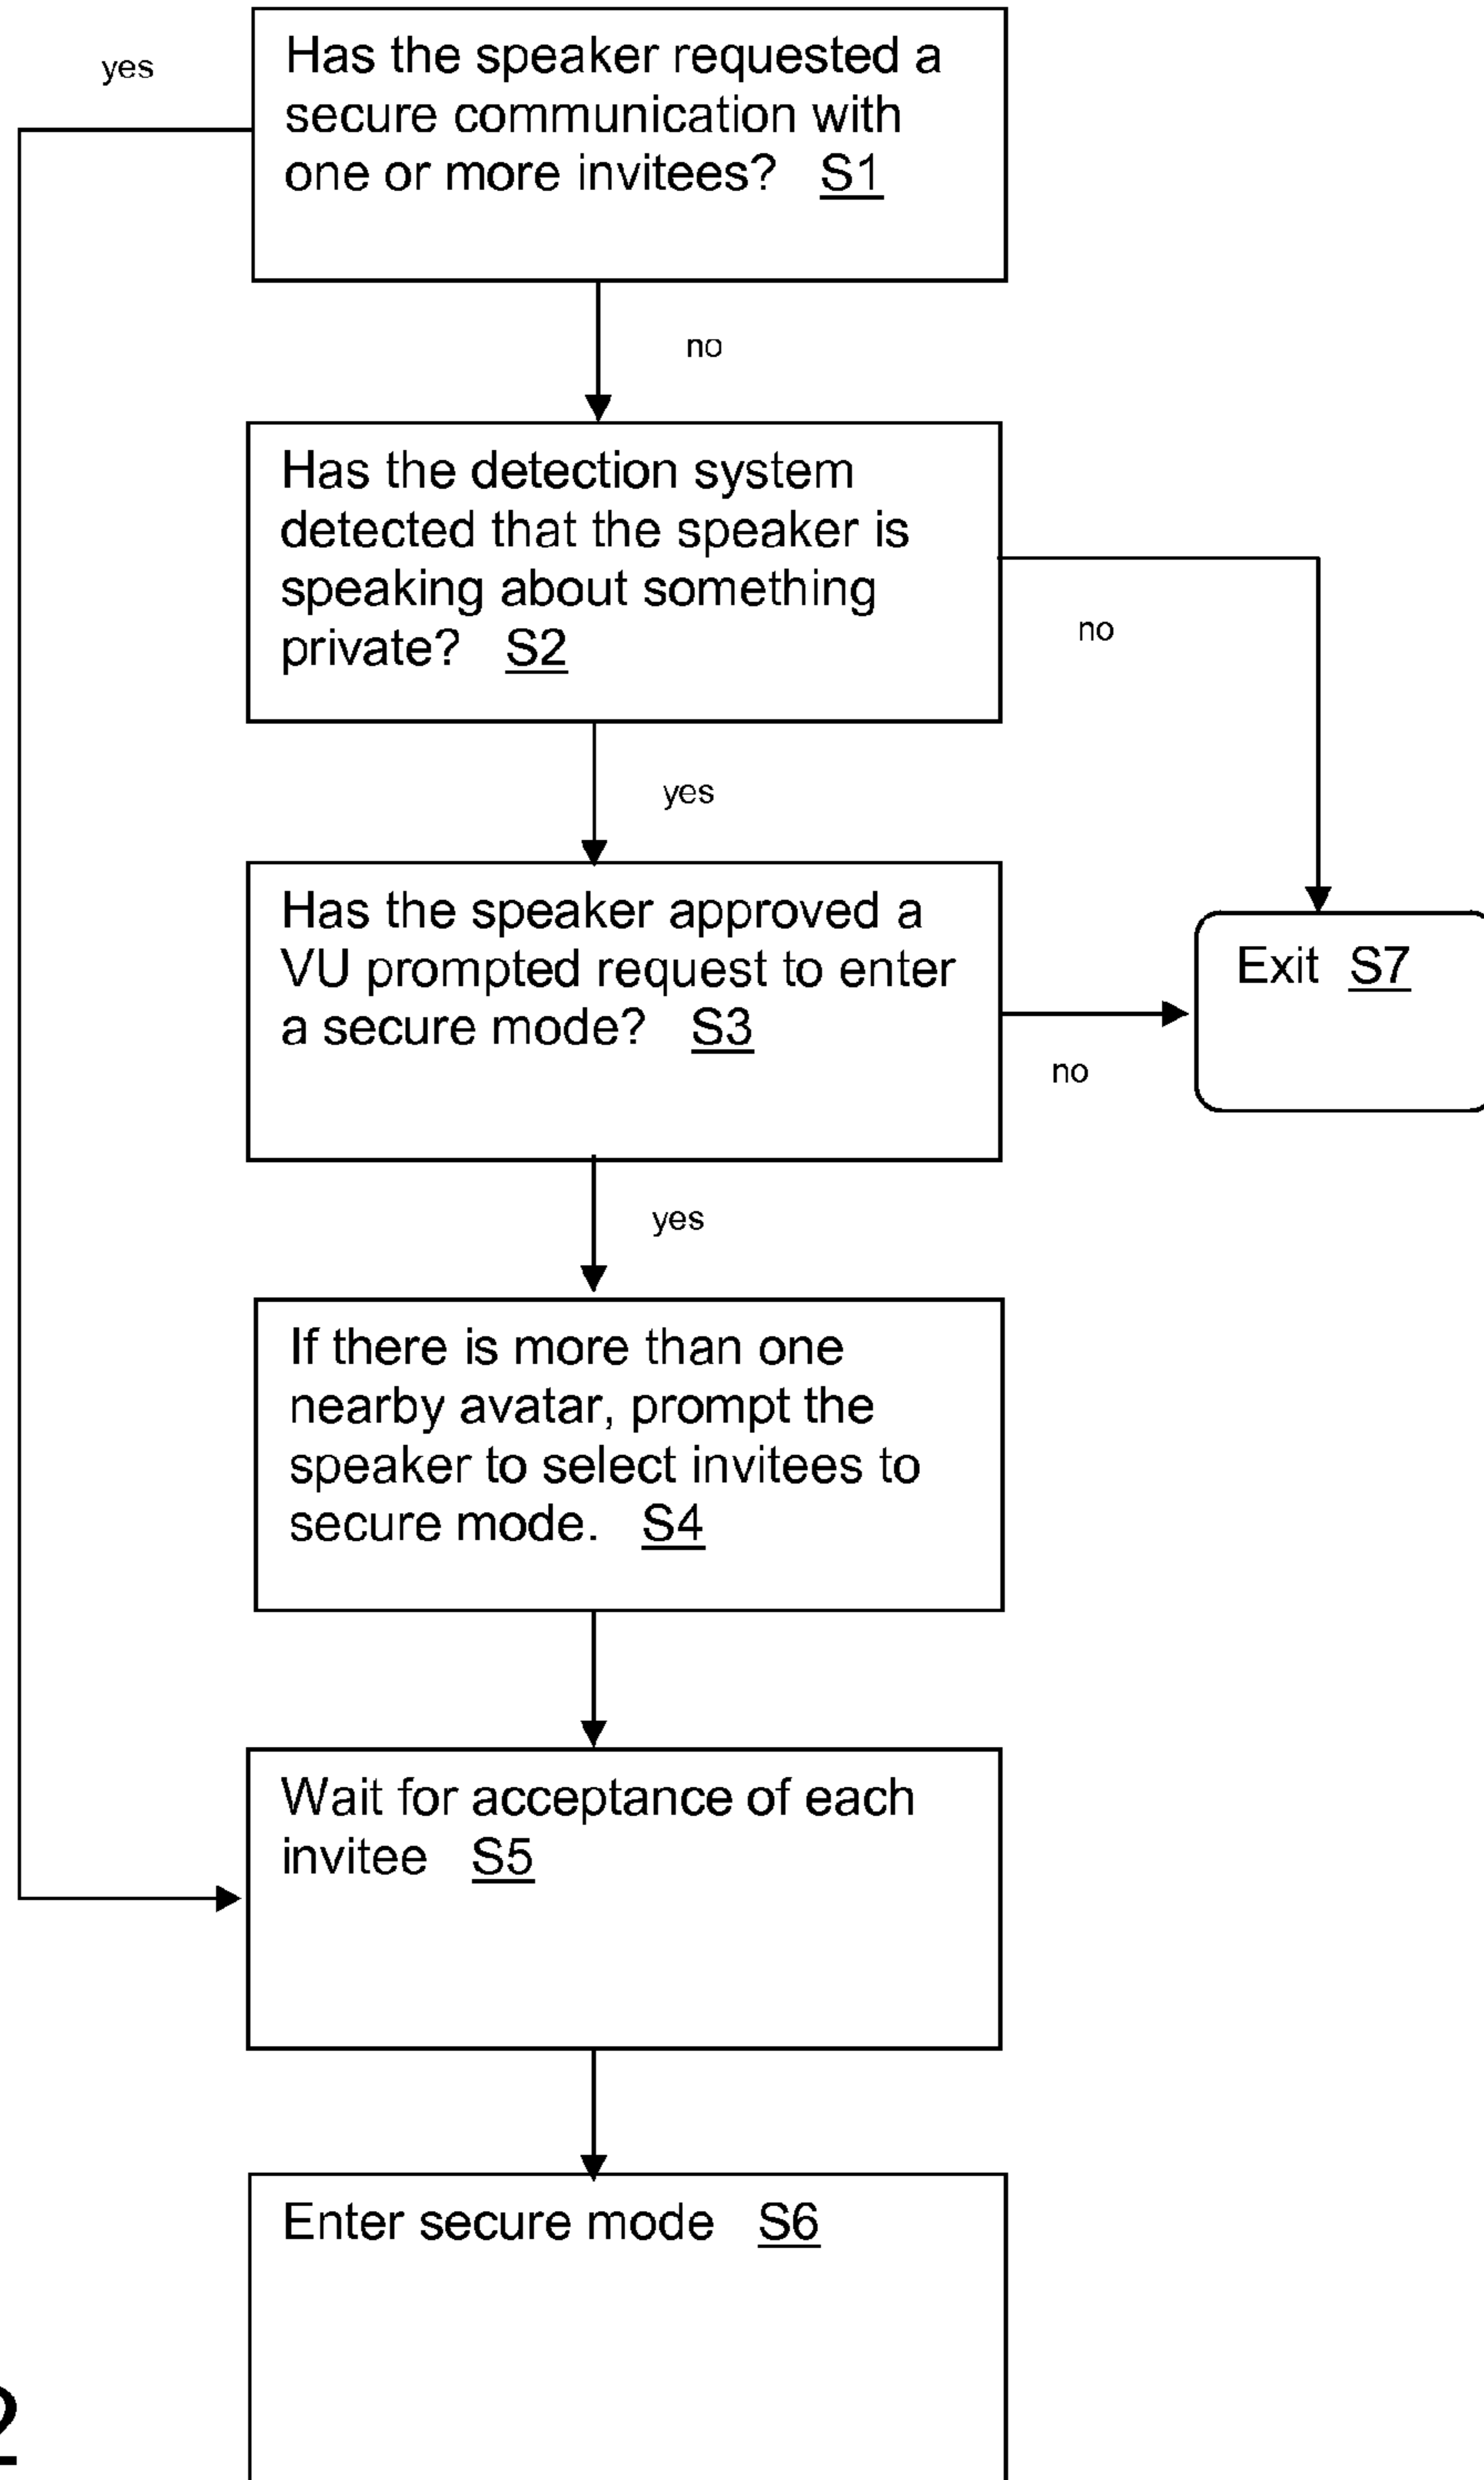 yes
Has the speaker requested a
secure communication with
one or more invitees? S1
no
Has the detection system
detected that the speaker is
speaking about something
private? S2
no
yes
Has the speaker approved a
VU prompted request to enter
a secure mode? S3
Exit S7
no
yes
If there is more than one
nearby avatar, prompt the
speaker to select invitees to
secure mode. S4
Wait for acceptance of each
invitee S5
Enter secure mode S6
2